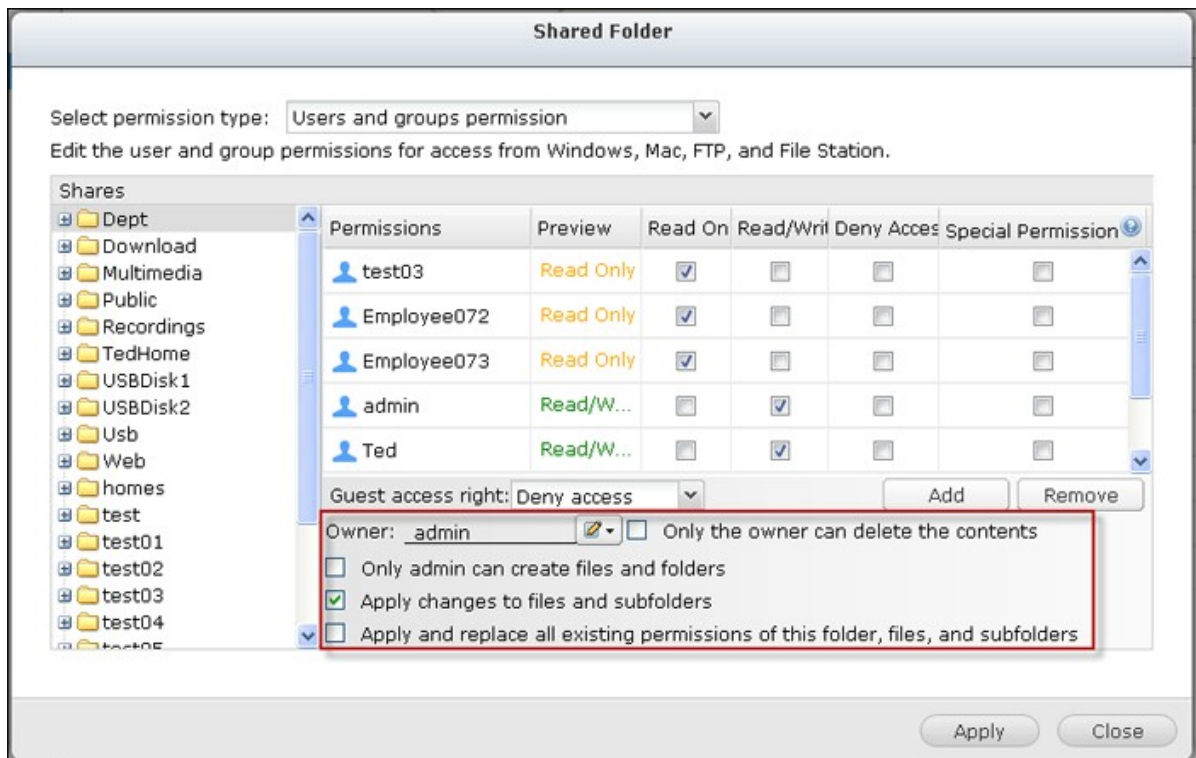 Shared Folder
Select permission type: Users and groups permission
Edit the user and group permissions for access from Windows, Mac, FTP, and File Station.
Shares
Dept
Download
Multimedia
Public
Recordings
TedHome
USBDisk1
USBDisk2
Usb
Web
homes
test
test01
test02
test03
test04
Permissions Preview Read On Read/Writ Deny Acces Special Permission
test03 Read Only
Employee072 Read Only
Employee073 Read Only
admin Read/W...
Ted Read/W...
Guest access right: Deny access Add Remove
Owner: admin Only the owner can delete the contents
Only admin can create files and folders
Apply changes to files and subfolders
Apply and replace all existing permissions of this folder, files, and subfolders
Apply Close